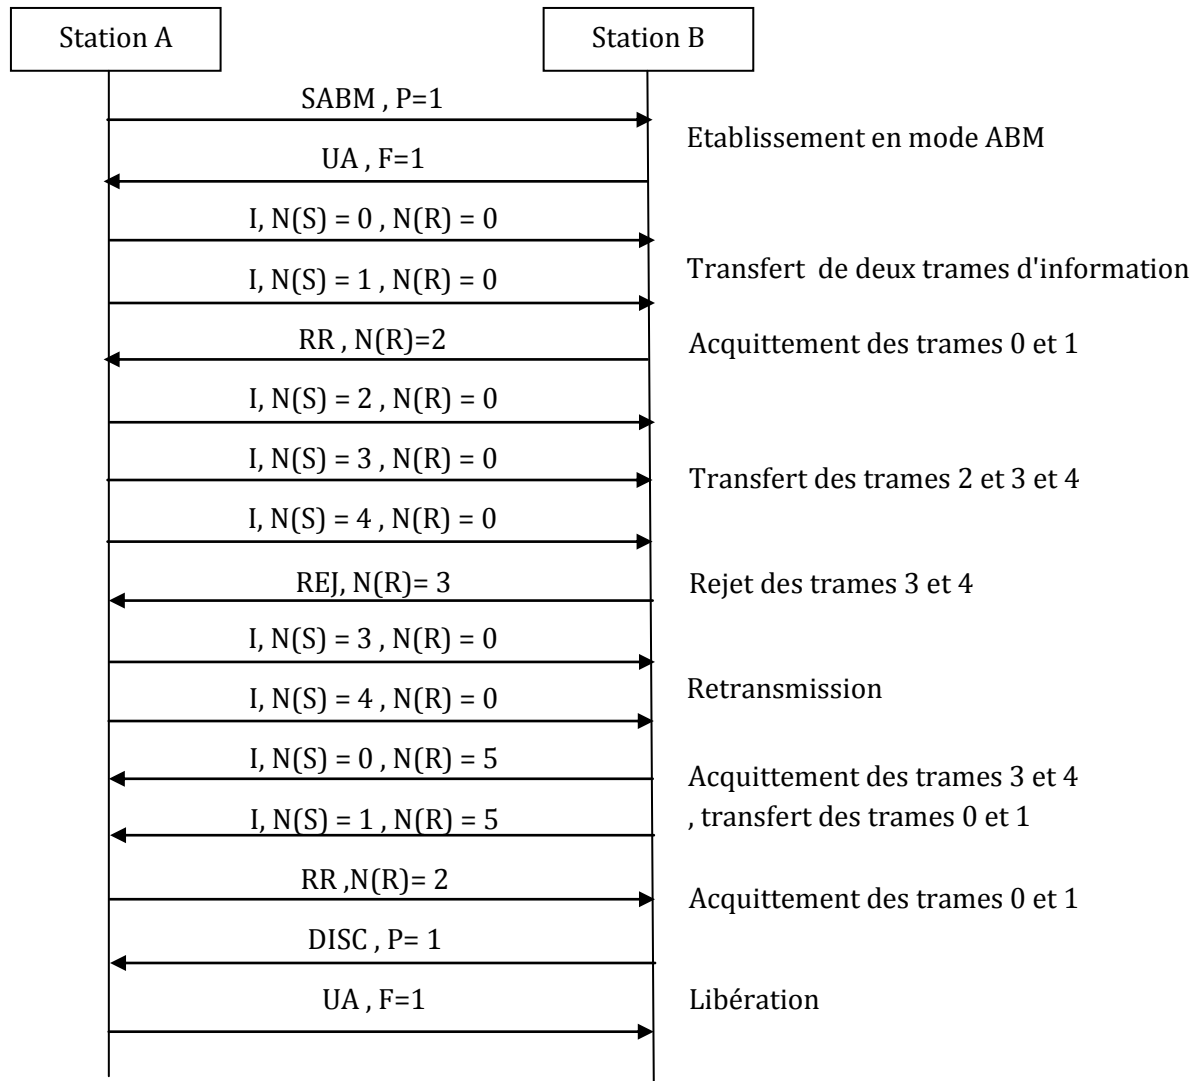 Station A
Station B
SABM , P=1
Etablissement en mode ABM
UA , F=1
I, N(S) = 0 , N(R) = 0
Transfert  de deux trames d'information
I, N(S) = 1 , N(R) = 0
RR , N(R)=2
Acquittement des trames 0 et 1
I, N(S) = 2 , N(R) = 0
I, N(S) = 3 , N(R) = 0
Transfert des trames 2 et 3 et 4
I, N(S) = 4 , N(R) = 0
REJ, N(R)= 3
Rejet des trames 3 et 4
I, N(S) = 3 , N(R) = 0
Retransmission
I, N(S) = 4 , N(R) = 0
I, N(S) = 0 , N(R) = 5
Acquittement des trames 3 et 4
, transfert des trames 0 et 1
I, N(S) = 1 , N(R) = 5
RR ,N(R)= 2
Acquittement des trames 0 et 1
DISC , P= 1
UA , F=1
Libération